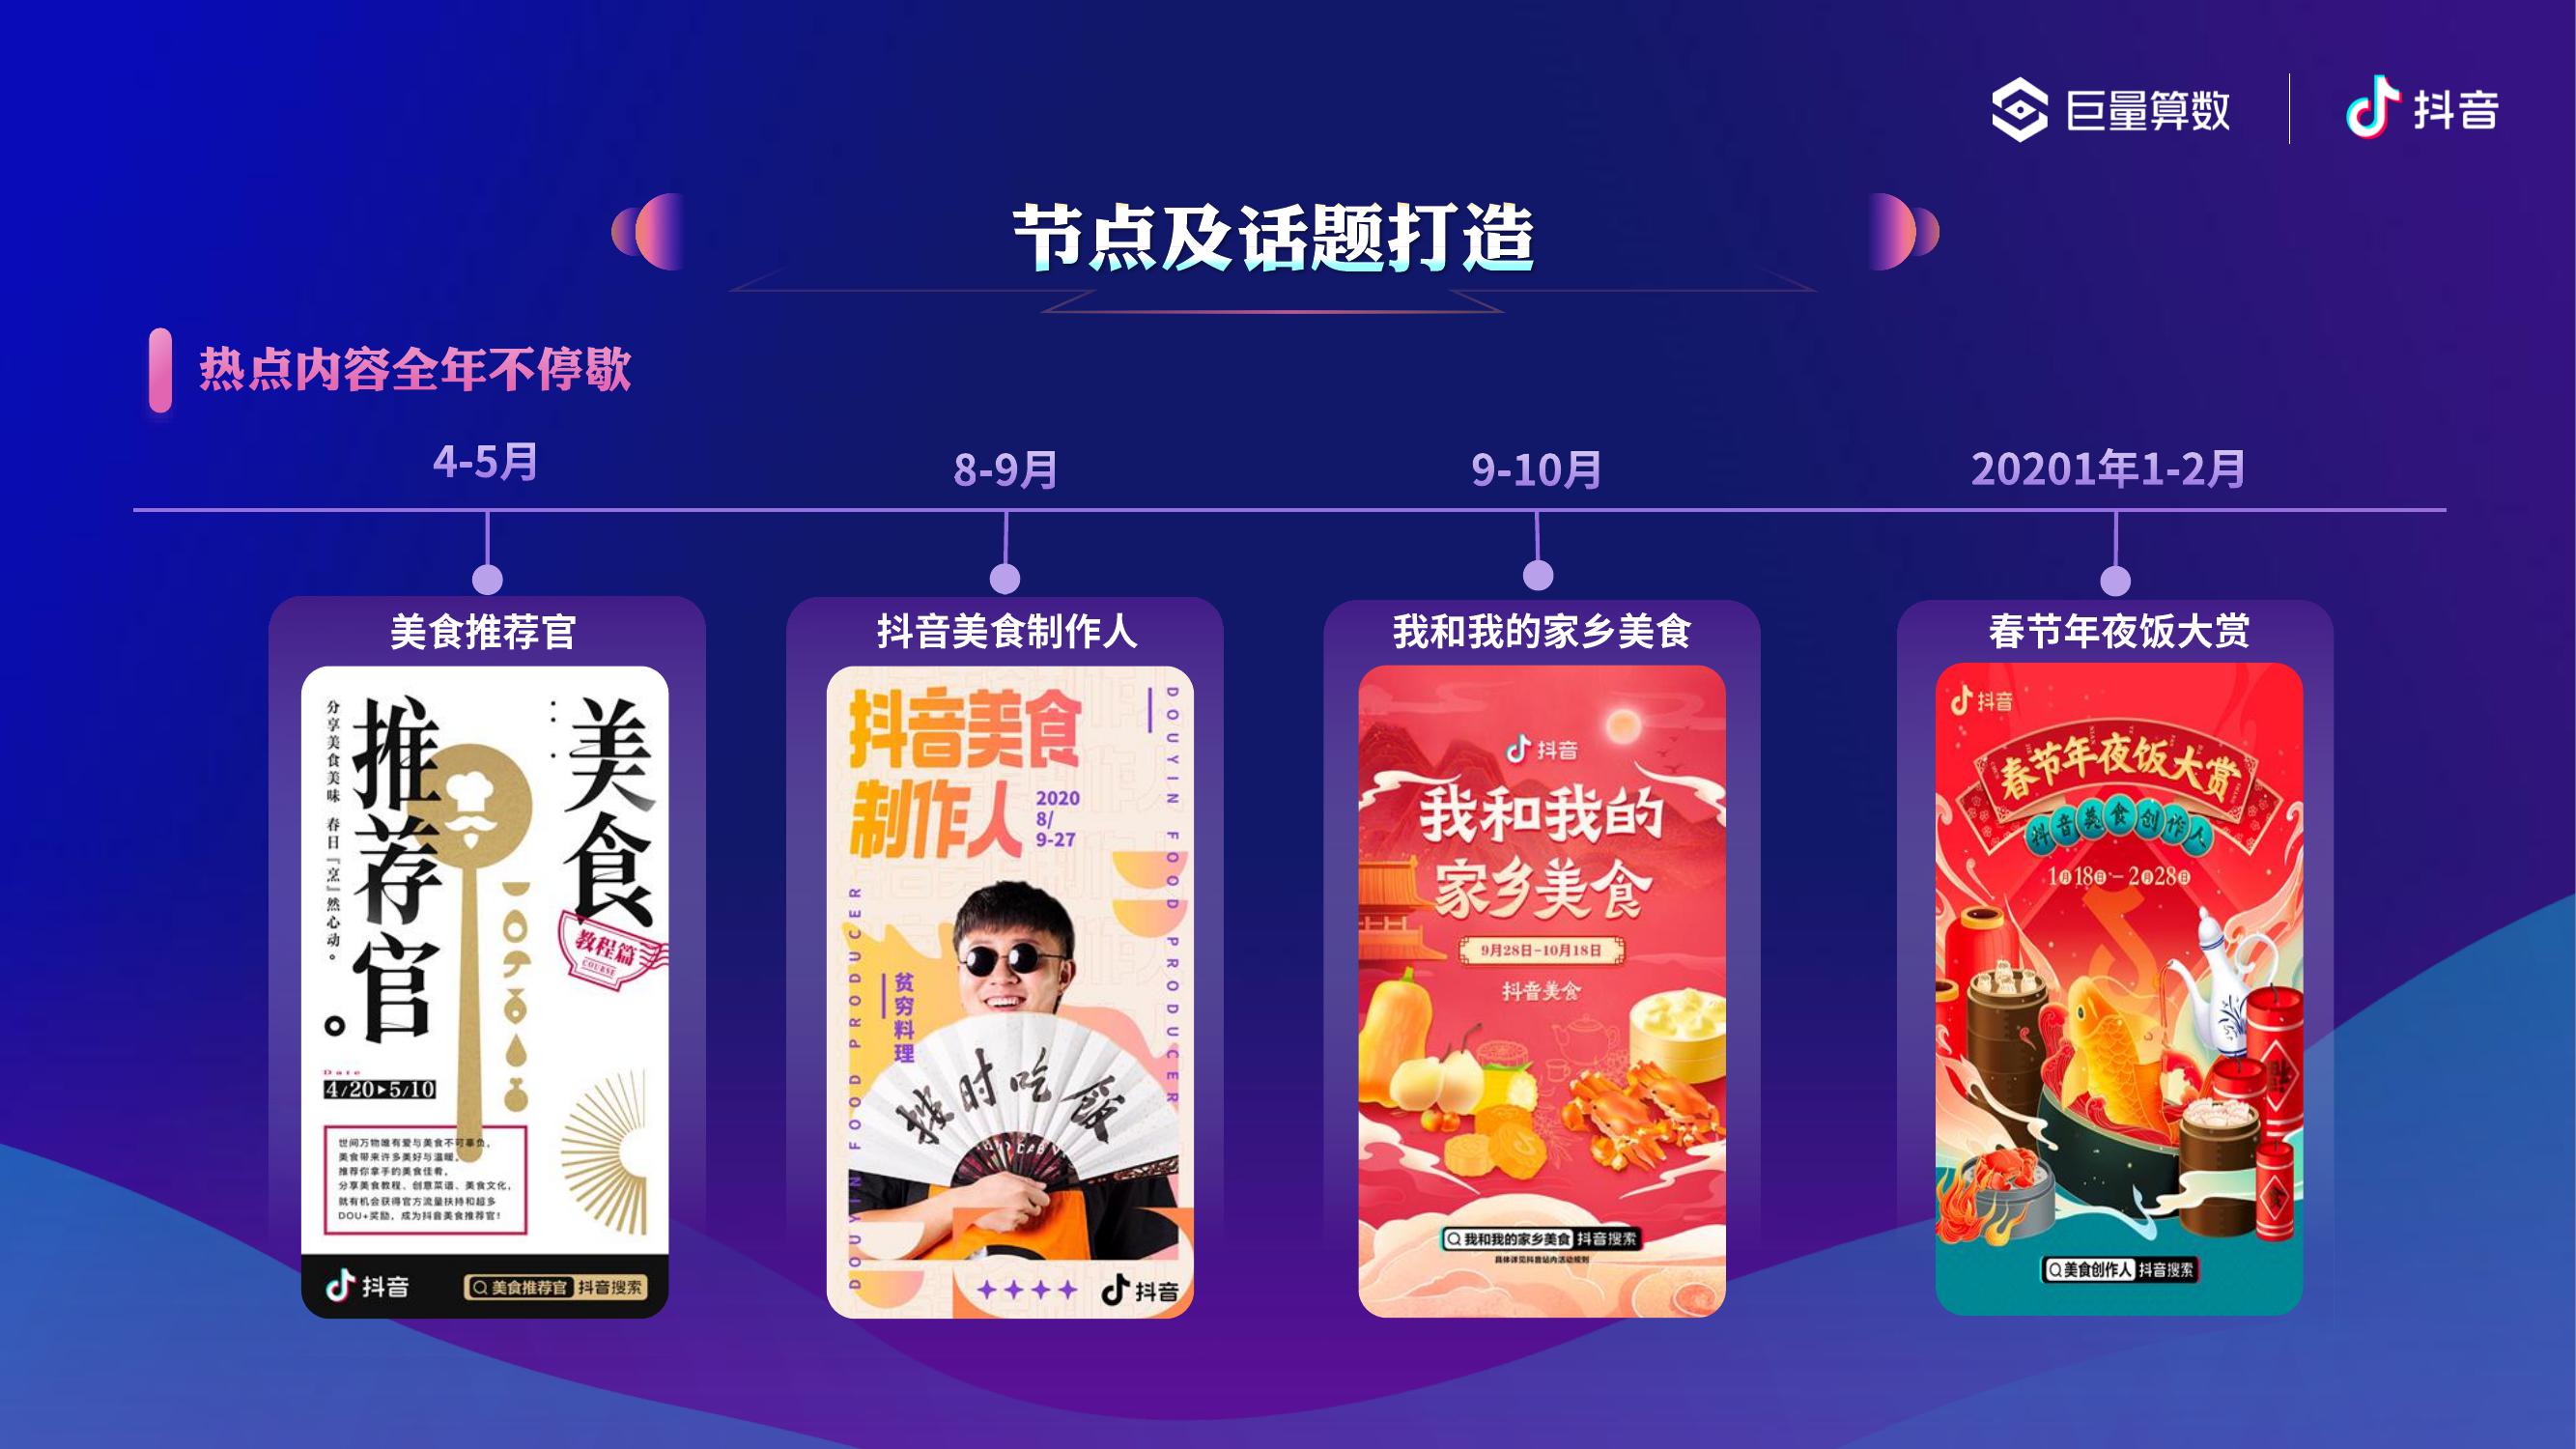 巨量算数
抖音
节点及话题打造
热点内容全年不停歇
4-5月
8-9月
9-10月
20201年1-2月
美食推荐官
美食
推荐官。
分享美食美味 春日「烹」然心动。
教程篇
COURSE
Date
4/20▸5/10
世间万物唯有爱与美食不可辜负,
美食带来许多美好与温暖,
推荐你拿手的美食佳肴,
分享美食教程、创意菜谱、美食文化,
就有机会获得官方流量扶持和超多
DOU+奖励, 成为抖音美食推荐官!
抖音
美食推荐官 抖音搜索
抖音美食制作人
抖音美食
制作人
2020
8/
9-27
DOUYIN FOOD PRODUCER
DOUYIN FOOD PRODUCER
贫穷料理
按时吃饭
抖音
我和我的家乡美食
抖音
我和我的
家乡美食
9月28日-10月18日
抖音美食
我和我的家乡美食 抖音搜索
具体详见抖音站内活动规则
春节年夜饭大赏
抖音
春节年夜饭大赏
抖音美食创作人
1月18日-2月28日
美食创作人 抖音搜索